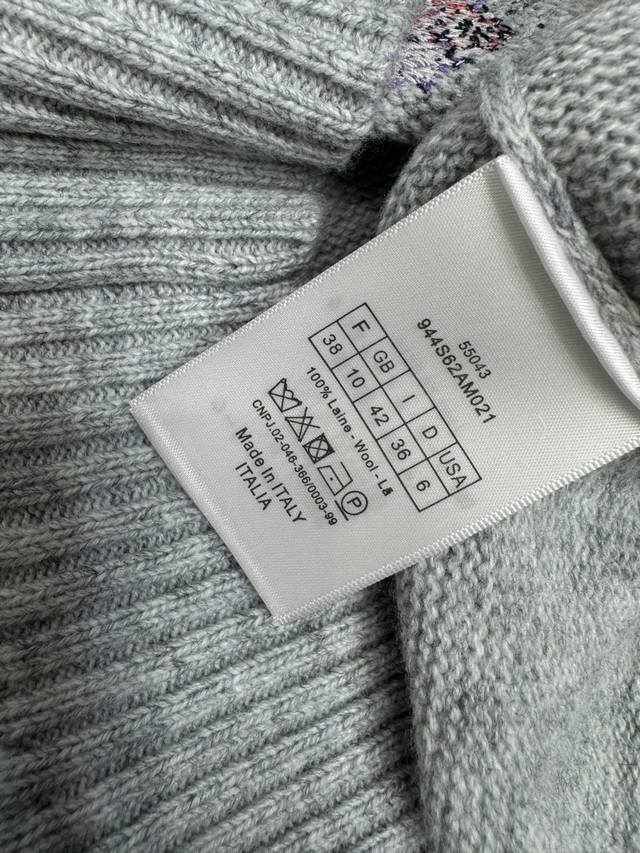 55043
944S62AM021
F GB I D USA
38 10 42 36 6
100% Laine - Wool - Lã
P
CNPJ.02-046-366/0003-99
Made In ITALY
ITALIA